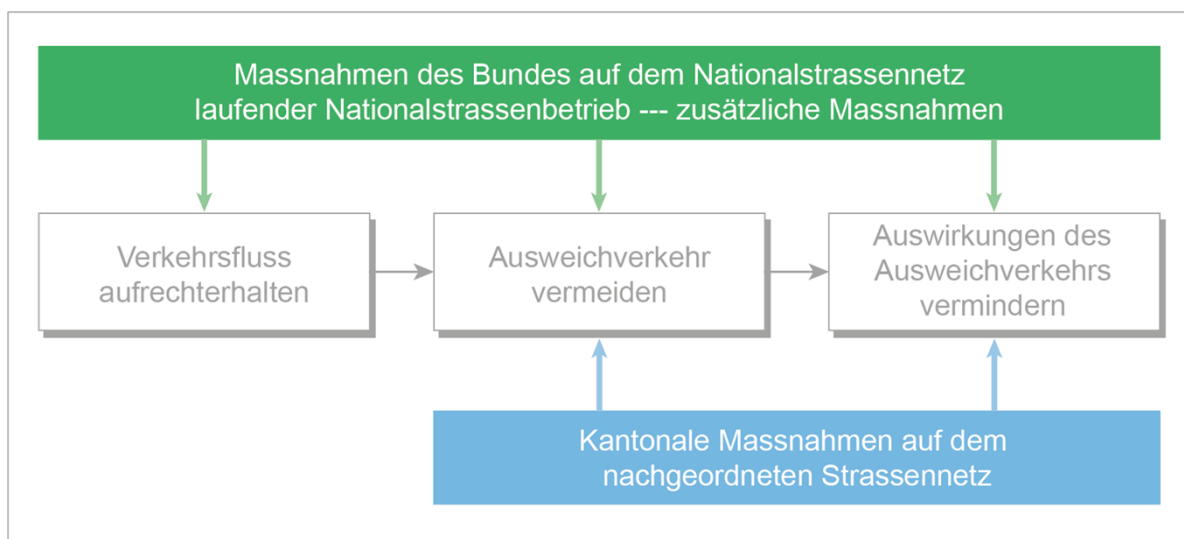 Massnahmen des Bundes auf dem Nationalstrassennetz
laufender Nationalstrassenbetrieb --- zusätzliche Massnahmen
Verkehrsfluss
aufrechterhalten
Ausweichverkehr
vermeiden
Auswirkungen des
Ausweichverkehrs
vermindern
Kantonale Massnahmen auf dem
nachgeordneten Strassennetz